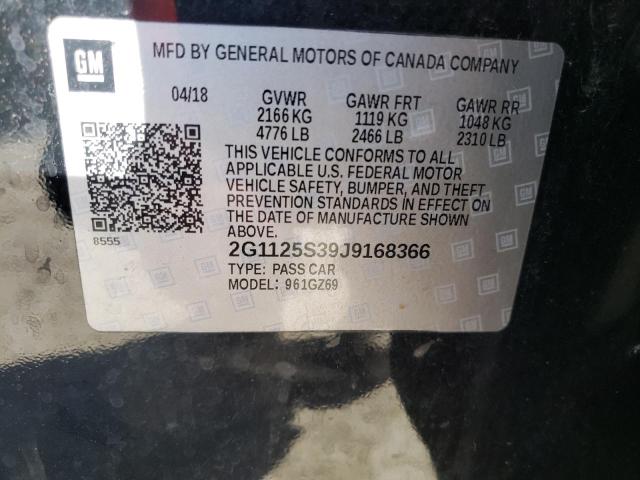 GM
MFD BY GENERAL MOTORS OF CANADA COMPANY
04/18 GVWR GAWR FRT GAWR RR
2166 KG 1119 KG 1048 KG
4776 LB 2466 LB 2310 LB
THIS VEHICLE CONFORMS TO ALL
APPLICABLE U.S. FEDERAL MOTOR
VEHICLE SAFETY, BUMPER, AND THEFT
PREVENTION STANDARDS IN EFFECT ON
THE DATE OF MANUFACTURE SHOWN
ABOVE.
8555
2G1125S39J9168366
TYPE: PASS CAR
MODEL: 961GZ69